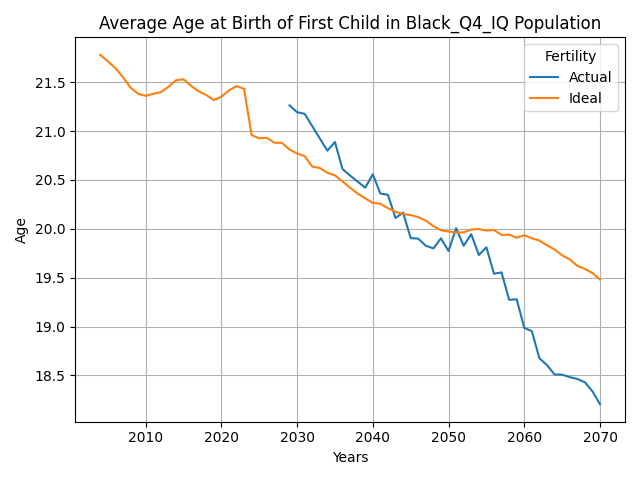 Average Age at Birth of First Child in Black_Q4_IQ Population
Fertility
Actual
Ideal
21.5
21.0
20.5
20.0
19.5
19.0
18.5
Age
2010
2020
2030
2040
2050
2060
2070
Years